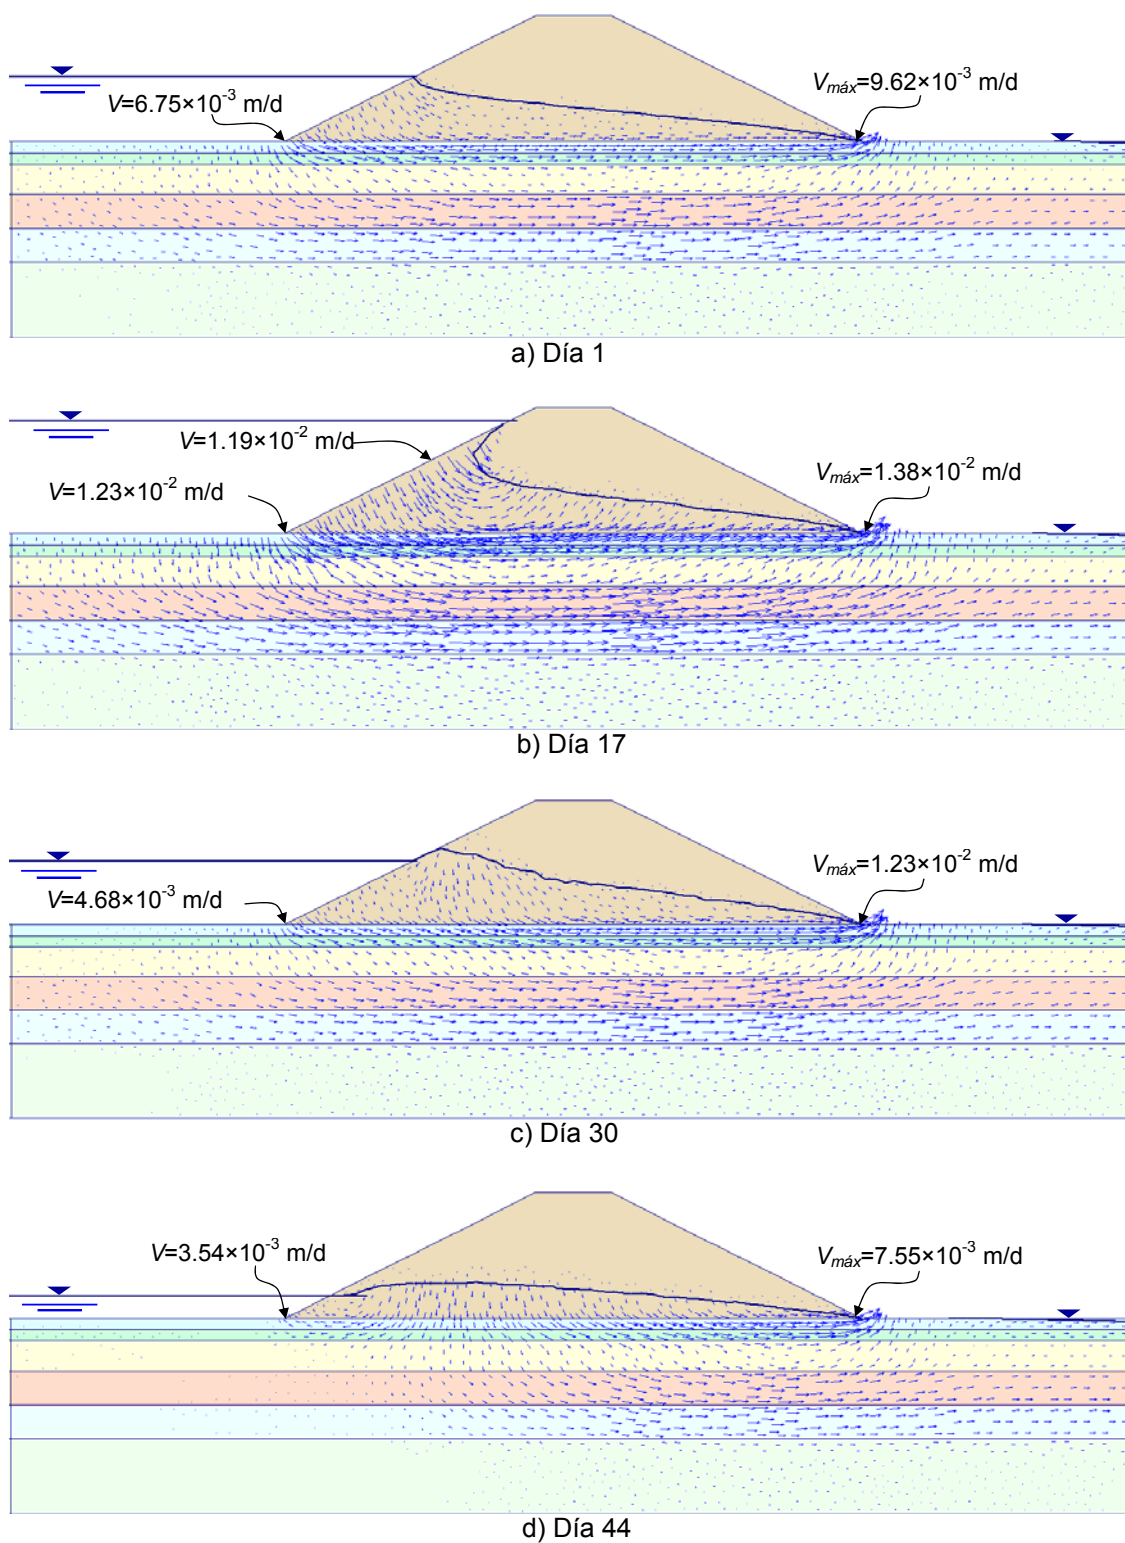 V=6.75×10⁻³ m/d
Vmáx=9.62×10⁻³ m/d
a) Día 1
V=1.19×10⁻² m/d
V=1.23×10⁻² m/d
Vmáx=1.38×10⁻² m/d
b) Día 17
V=4.68×10⁻³ m/d
Vmáx=1.23×10⁻² m/d
c) Día 30
V=3.54×10⁻³ m/d
Vmáx=7.55×10⁻³ m/d
d) Día 44